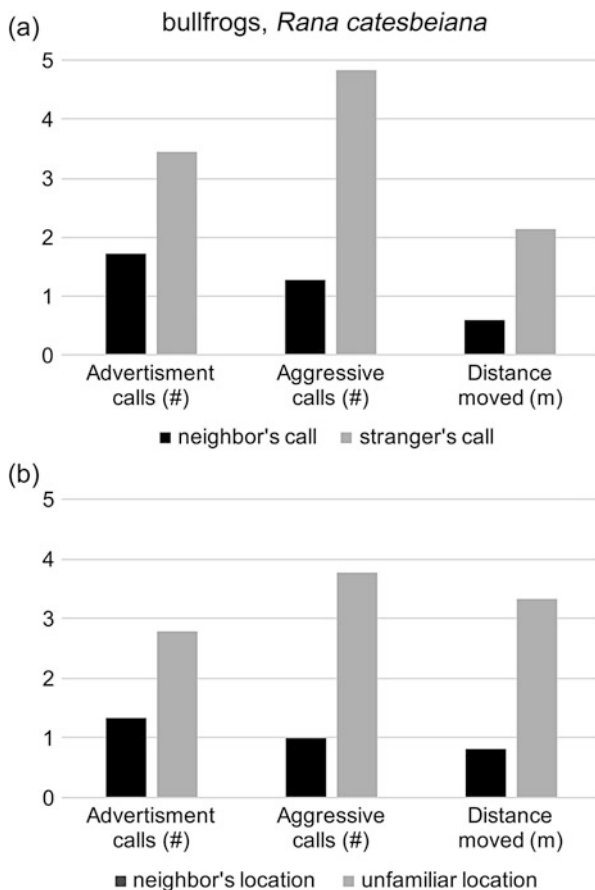 (a) bullfrogs, Rana catesbeiana
5
4
3
2
1
0
Advertisment calls (#)
Aggressive calls (#)
Distance moved (m)
neighbor's call stranger's call
(b)
5
4
3
2
1
0
Advertisment calls (#)
Aggressive calls (#)
Distance moved (m)
neighbor's location unfamiliar location